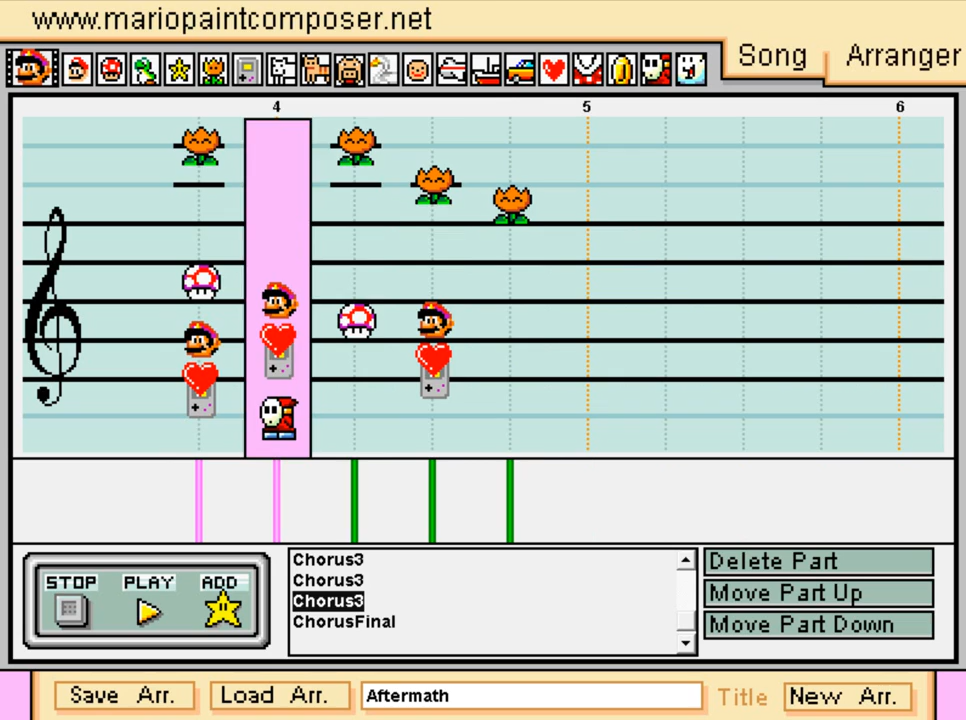 www.mariopaintcomposer.net
Song
Arranger
4 5 6
STOP PLAY ADD
Chorus3
Chorus3
Chorus3
ChorusFinal
Delete Part
Move Part Up
Move Part Down
Save Arr. Load Arr. Aftermath Title New Arr.